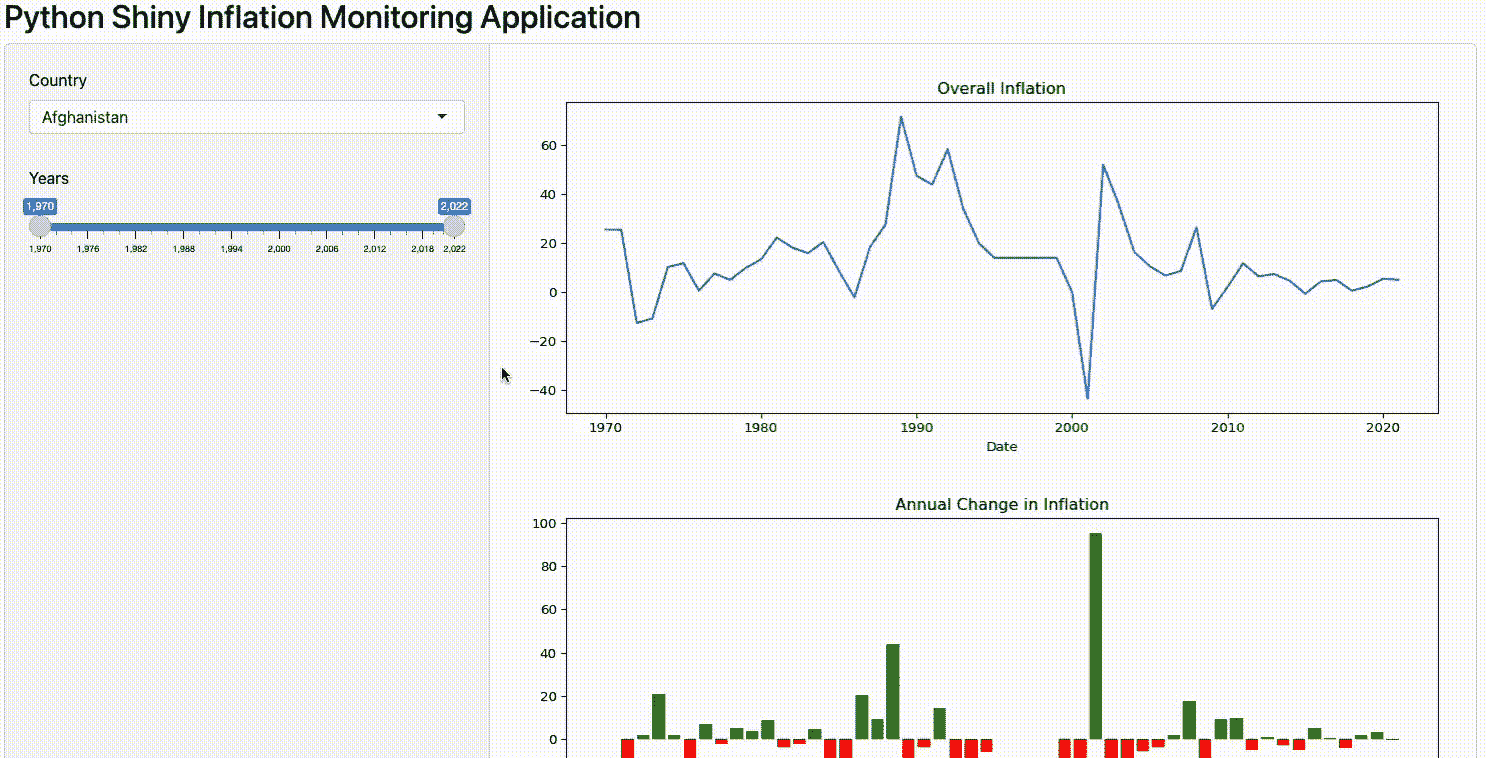 Python Shiny Inflation Monitoring Application
Country
Afghanistan
Years
1,970 2,022
1,970 1,976 1,982 1,988 1,994 2,000 2,006 2,012 2,018 2,022
Overall Inflation
60
40
20
0
−20
−40
1970 1980 1990 2000 2010 2020
Date
Annual Change in Inflation
100
80
60
40
20
0